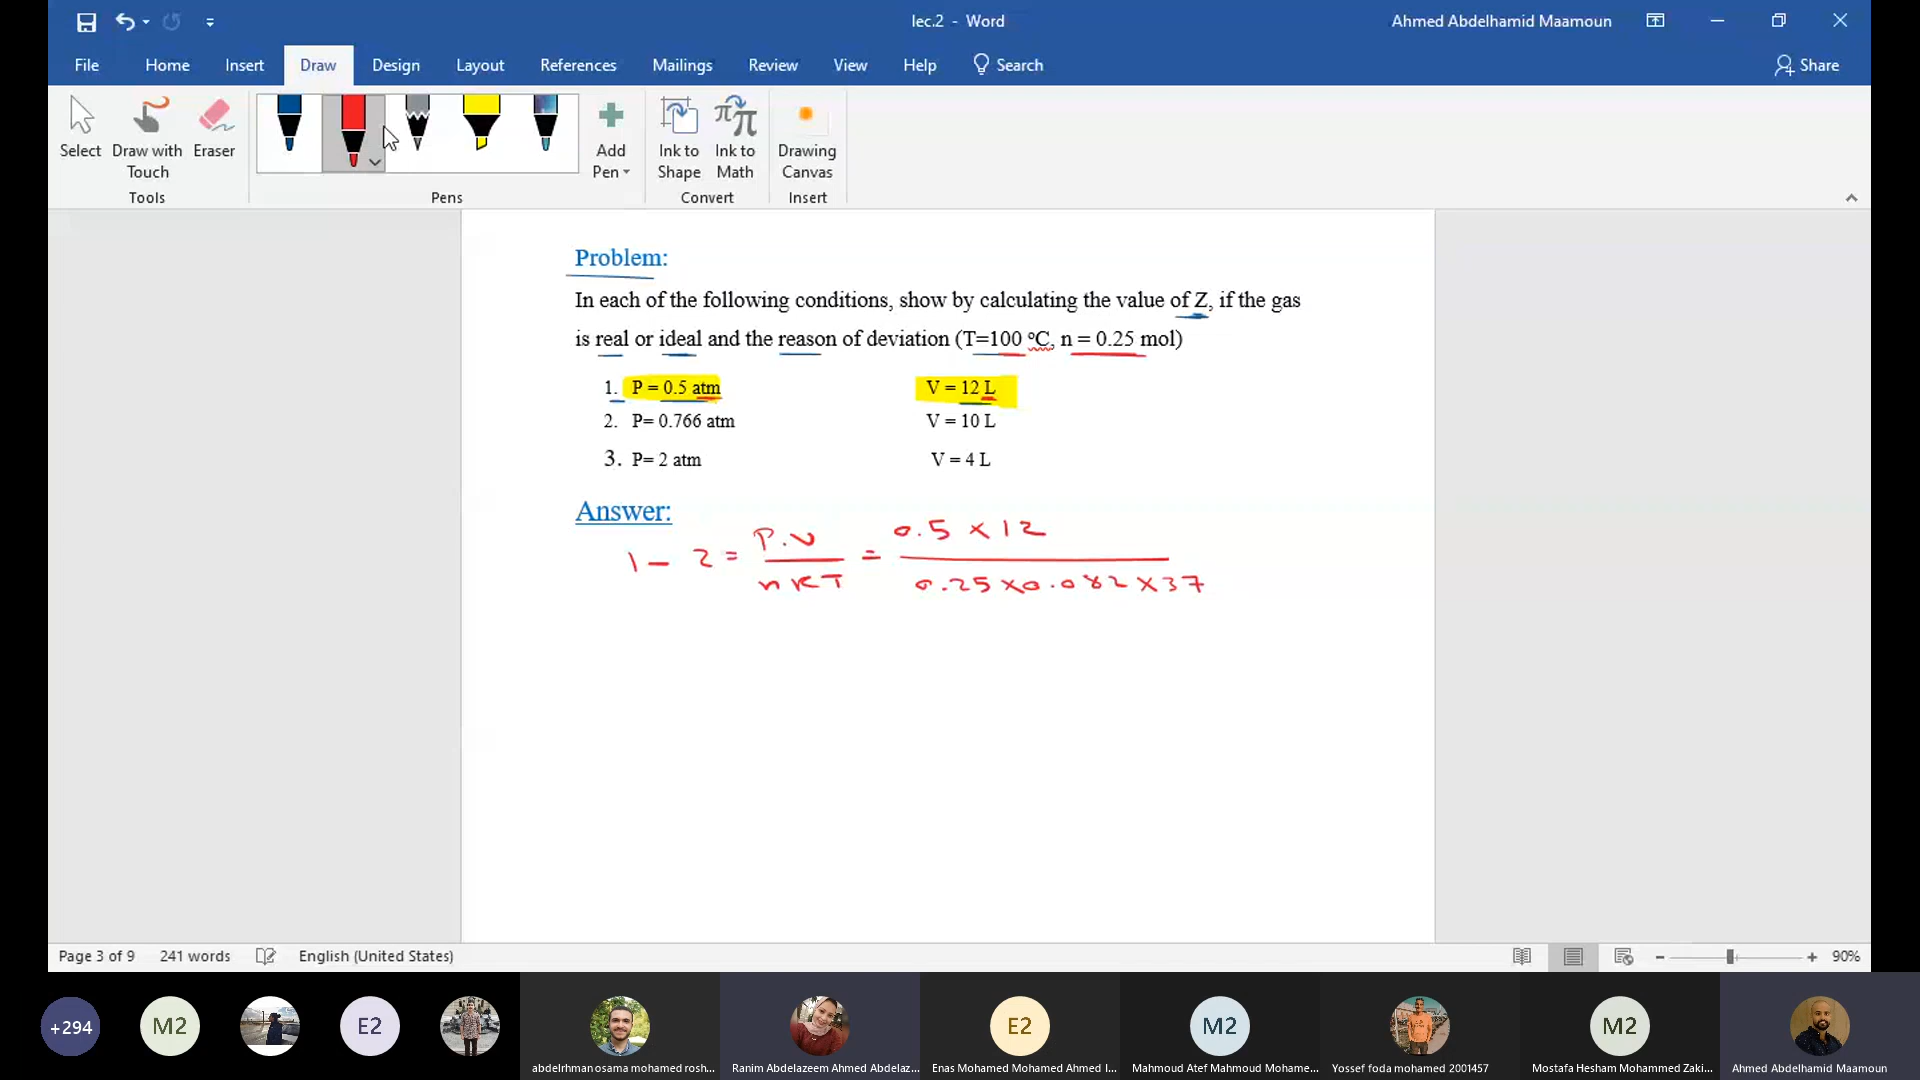 lec.2 - Word
Ahmed Abdelhamid Maamoun
File Home Insert Draw Design Layout References Mailings Review View Help Search Share
Select
Draw with Touch
Eraser
Add Pen
Ink to Shape
Ink to Math
Drawing Canvas
Tools
Pens
Convert
Insert
Problem:
In each of the following conditions, show by calculating the value of Z, if the gas
is real or ideal and the reason of deviation (T=100 °C, n = 0.25 mol)
1. P = 0.5 atm V = 12 L
2. P= 0.766 atm V = 10 L
3. P= 2 atm V = 4 L
Answer:
1 - Z = P.V / nRT = 0.5 × 12 / 0.25 × 0.082 × 37
Page 3 of 9 241 words English (United States) 90%
+294
M2
E2
E2
M2
M2
abdelrhman osama mohamed rosh...
Ranim Abdelazeem Ahmed Abdelaz...
Enas Mohamed Mohamed Ahmed I...
Mahmoud Atef Mahmoud Mohame...
Yossef foda mohamed 2001457
Mostafa Hesham Mohammed Zaki...
Ahmed Abdelhamid Maamoun